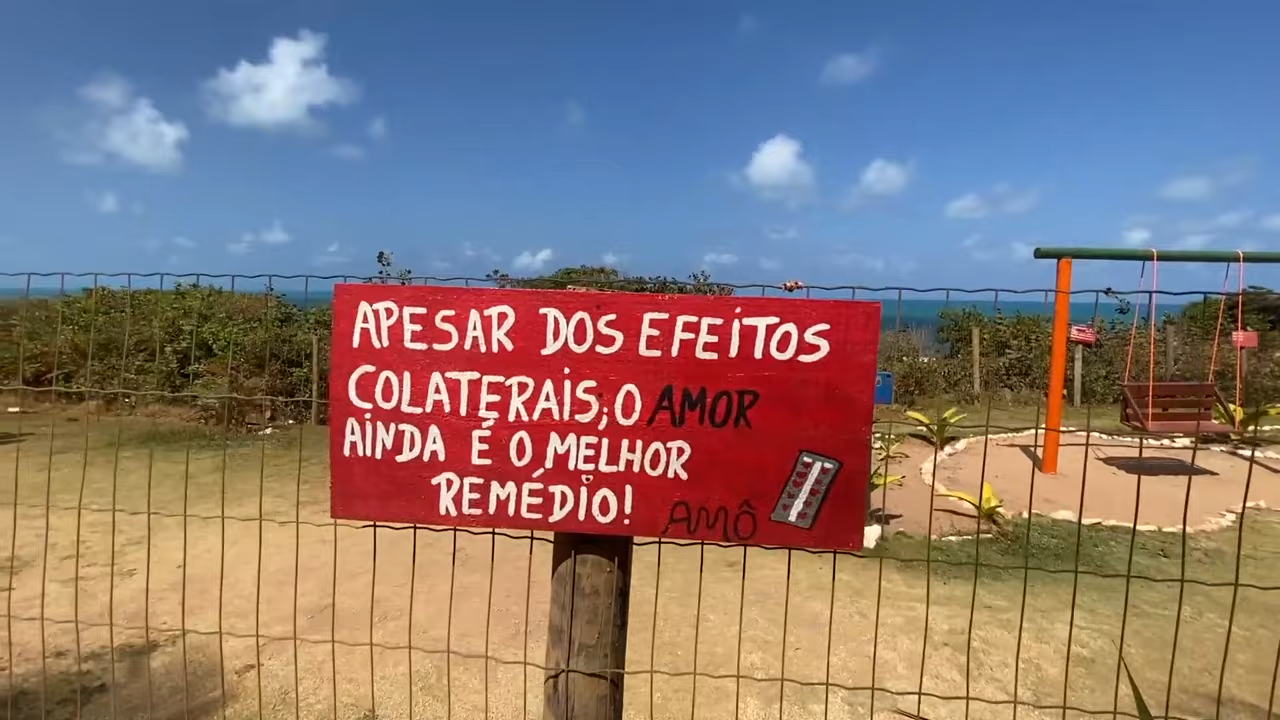 APESAR DOS EFEITOS
COLATERAIS, O AMOR
AINDA É O MELHOR
REMÉDIO!
AMÔ